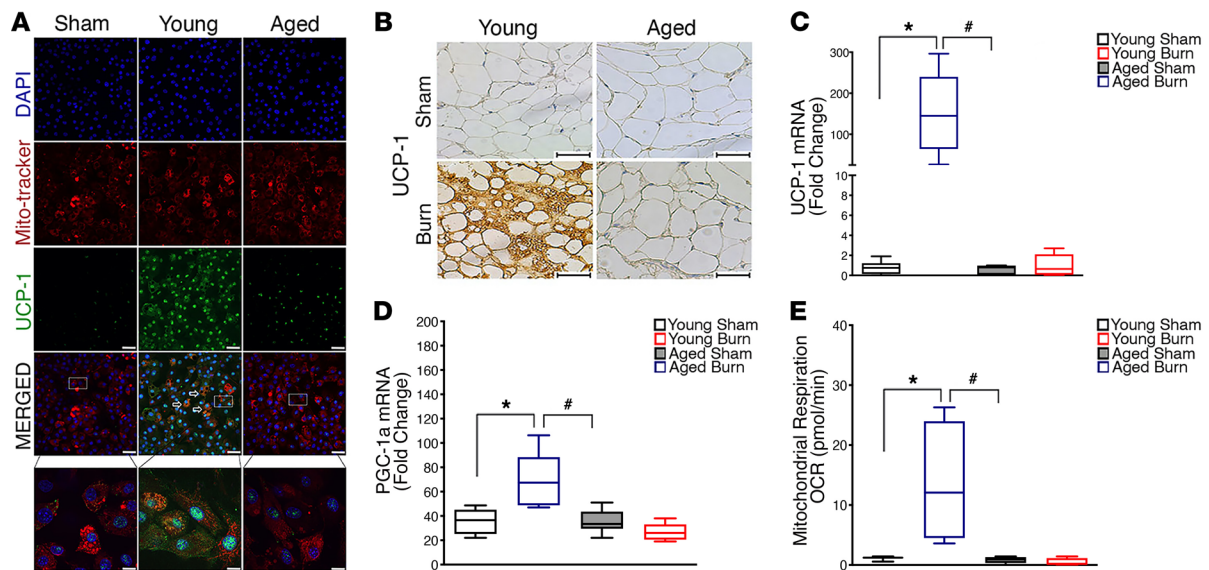 A
Sham
Young
Aged
DAPI
Mito-tracker
UCP-1
MERGED
B
Young
Aged
UCP-1
Sham
Burn
C
UCP-1 mRNA
(Fold Change)
300
200
100
10
8
6
4
2
0
*
#
Young Sham
Young Burn
Aged Sham
Aged Burn
D
PGC-1a mRNA
(Fold Change)
200
180
160
140
120
100
80
60
40
20
0
*
#
Young Sham
Young Burn
Aged Sham
Aged Burn
E
Mitochondrial Respiration
OCR (pmol/min)
40
30
20
10
0
*
#
Young Sham
Young Burn
Aged Sham
Aged Burn